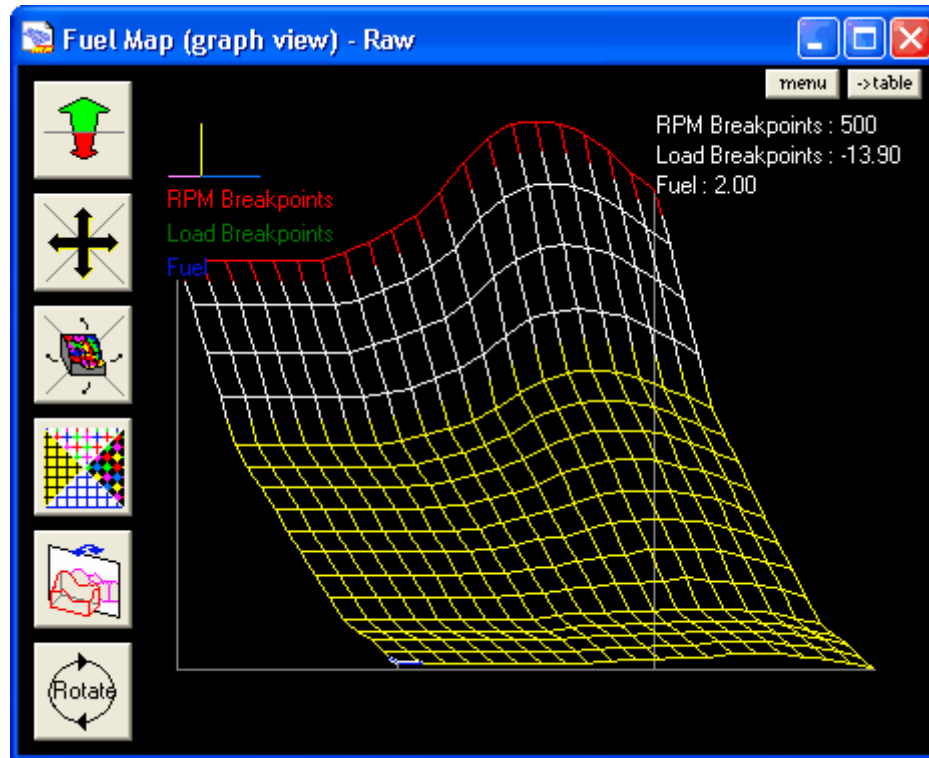 Fuel Map (graph view) - Raw
menu
->table
RPM Breakpoints : 500
Load Breakpoints : -13.90
Fuel : 2.00
RPM Breakpoints
Load Breakpoints
Fuel
Rotate